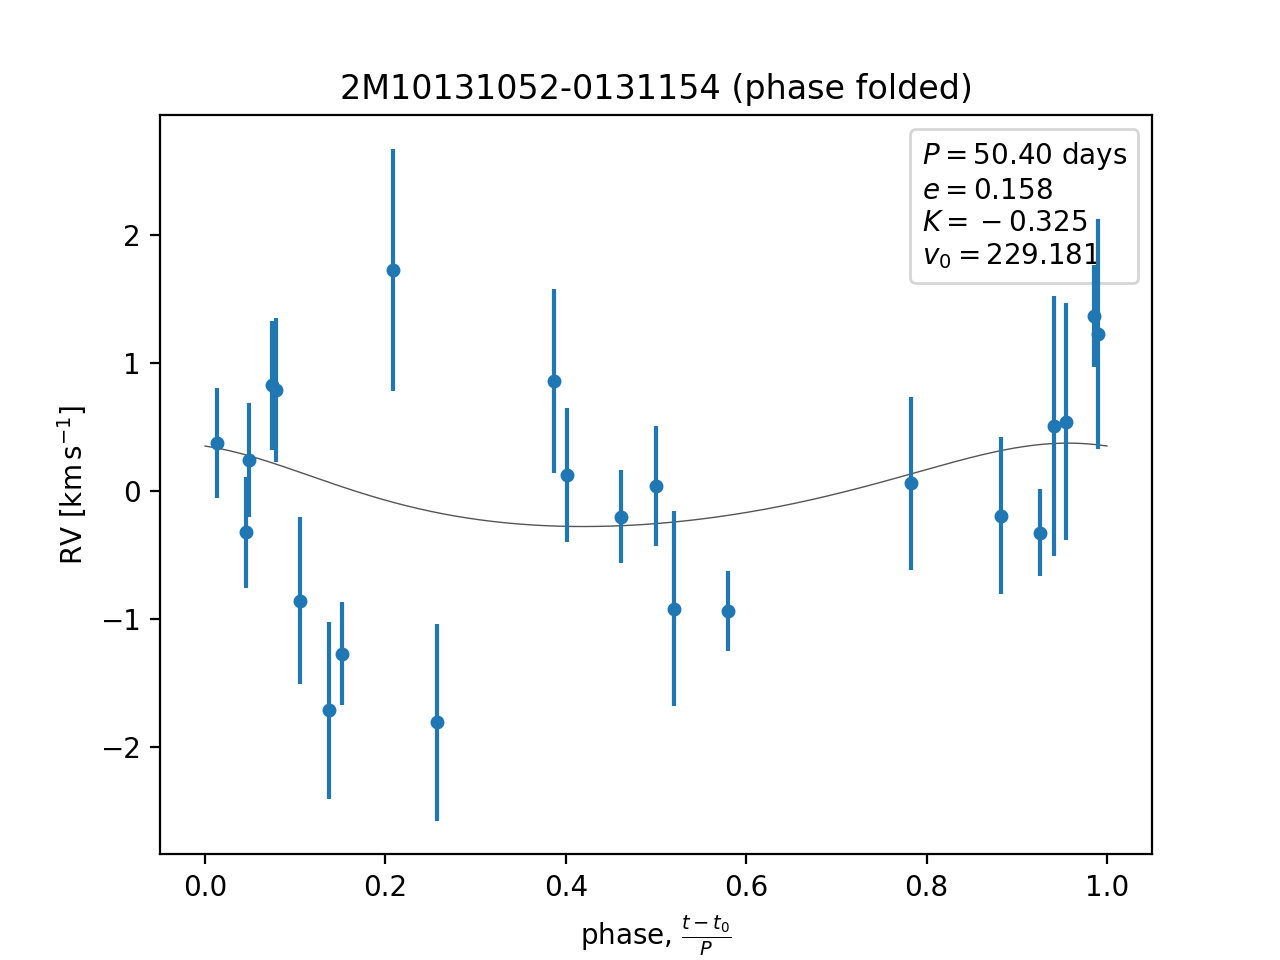 2M10131052-0131154 (phase folded)
P = 50.40 days
e = 0.158
K = −0.325
v₀ = 229.181
RV [km s⁻¹]
2
1
0
−1
−2
0.0 0.2 0.4 0.6 0.8 1.0
phase, (t − t₀)/P